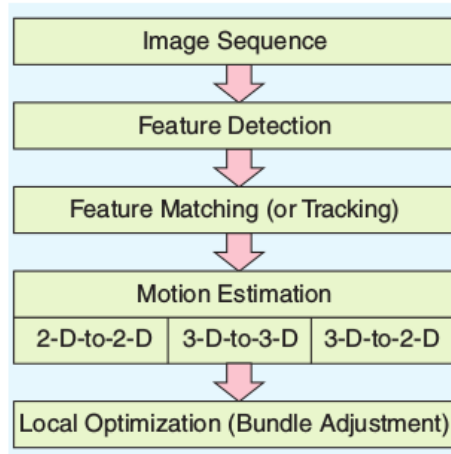 Image Sequence
Feature Detection
Feature Matching (or Tracking)
Motion Estimation
2-D-to-2-D 3-D-to-3-D 3-D-to-2-D
Local Optimization (Bundle Adjustment)